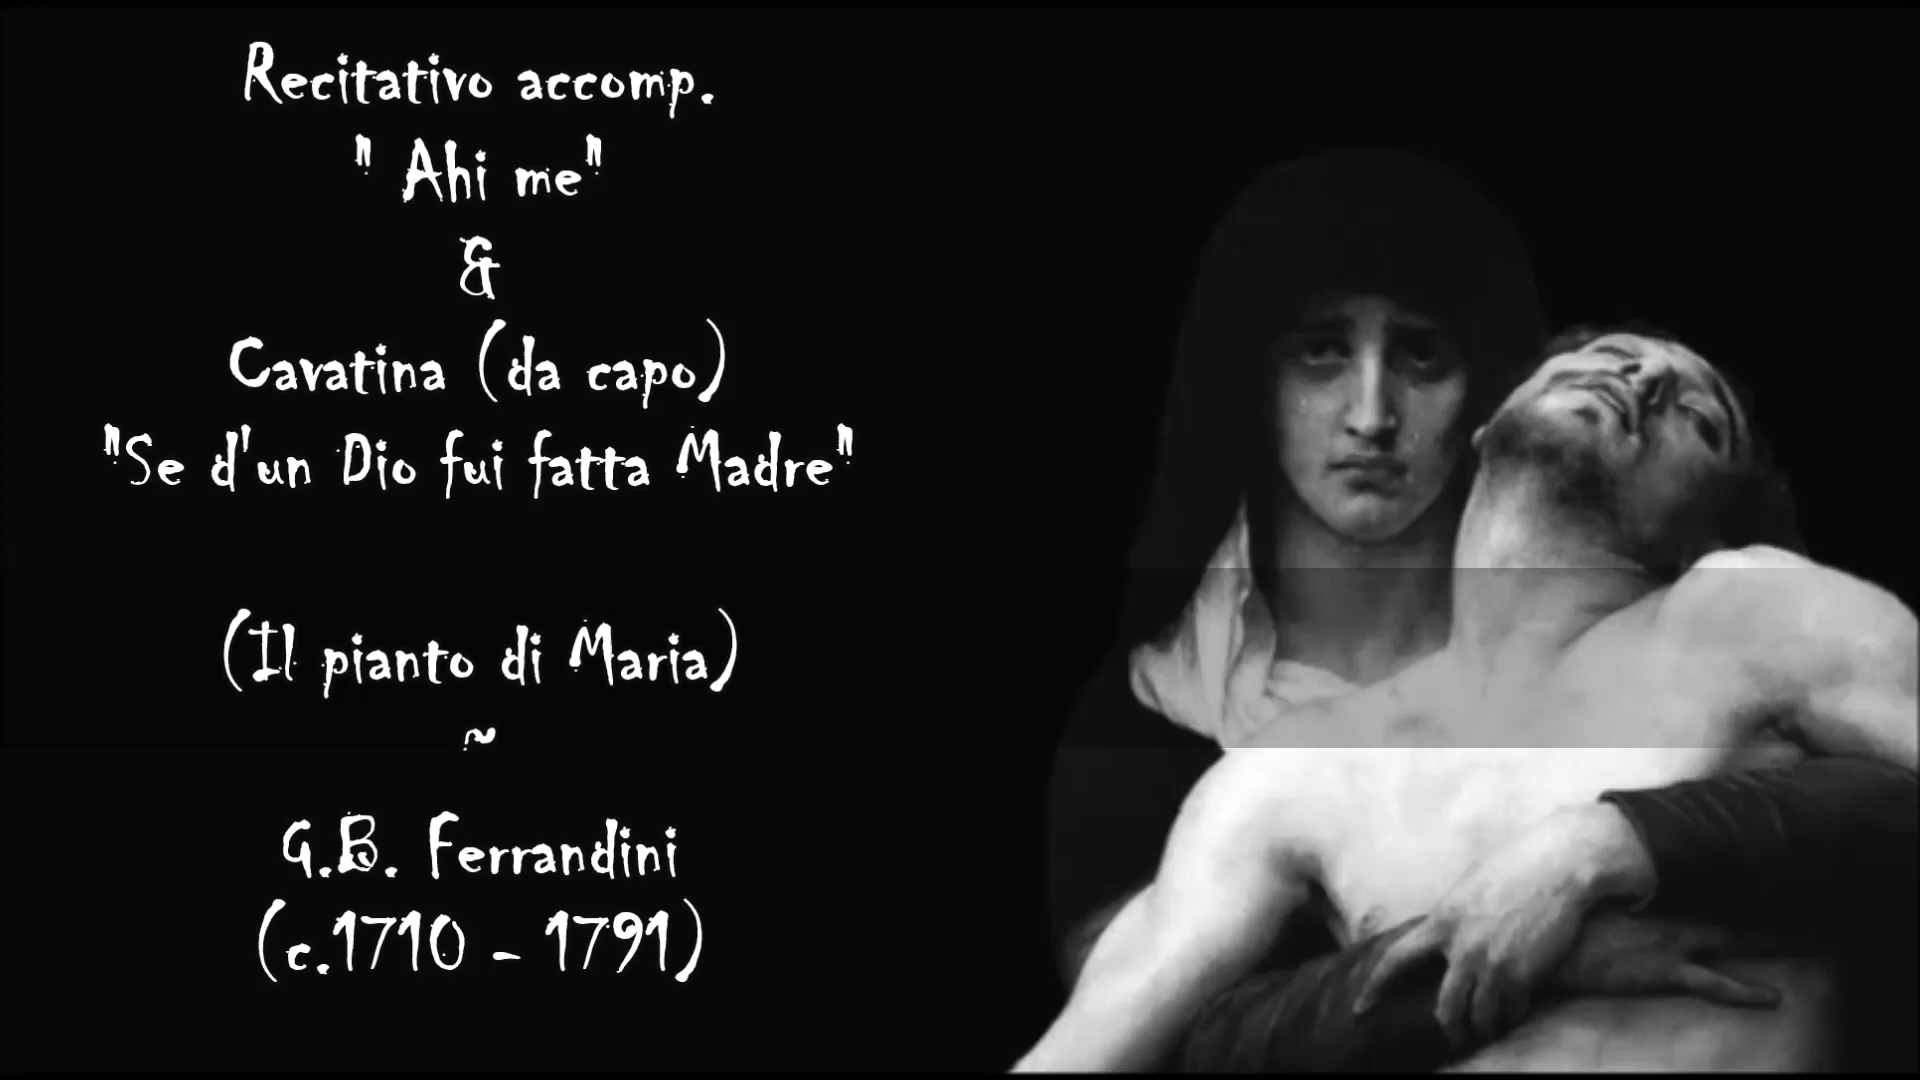 Recitativo accomp.
" Ahi me"
&
Cavatina (da capo)
"Se d'un Dio fui fatta Madre"
(Il pianto di Maria)
~
G.B. Ferrandini
(c.1710 - 1791)